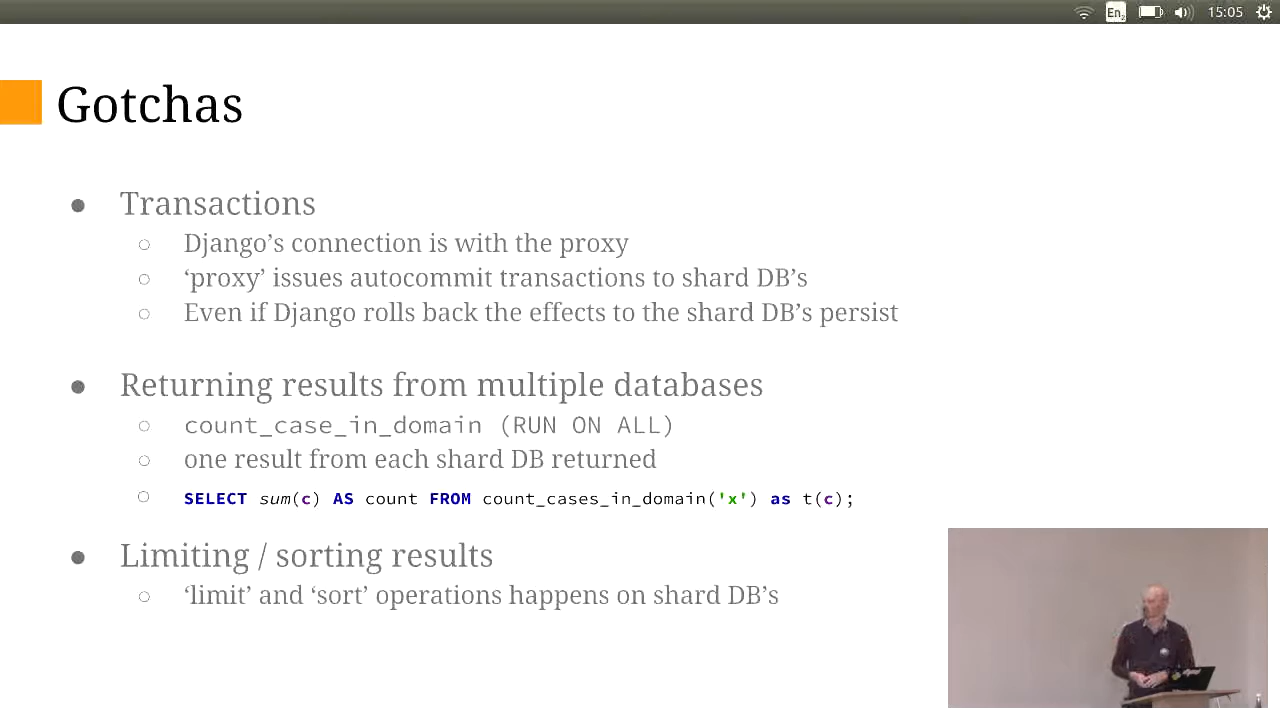 En2 15:05
Gotchas
● Transactions
○ Django’s connection is with the proxy
○ ‘proxy’ issues autocommit transactions to shard DB’s
○ Even if Django rolls back the effects to the shard DB’s persist
● Returning results from multiple databases
○ count_case_in_domain (RUN ON ALL)
○ one result from each shard DB returned
○ SELECT sum(c) AS count FROM count_cases_in_domain('x') as t(c);
● Limiting / sorting results
○ ‘limit’ and ‘sort’ operations happens on shard DB’s